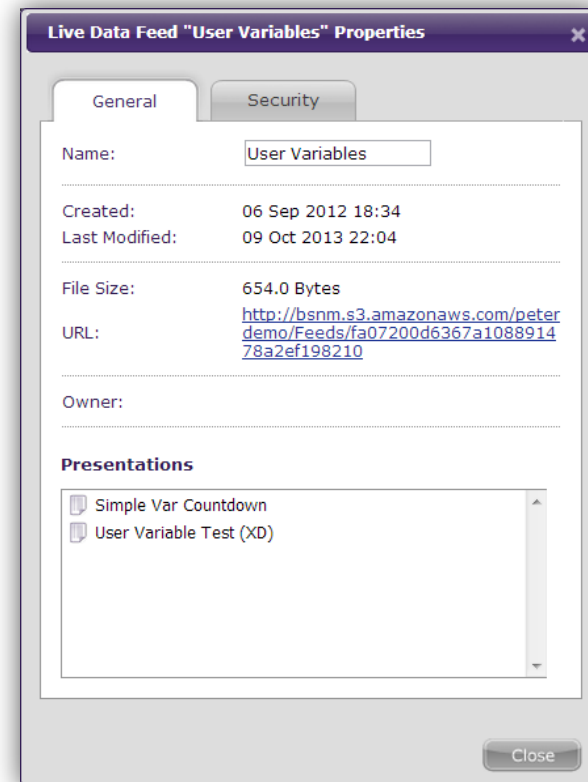 Live Data Feed "User Variables" Properties
General
Security
Name:
User Variables
Created:
06 Sep 2012 18:34
Last Modified:
09 Oct 2013 22:04
File Size:
654.0 Bytes
URL:
http://bsnm.s3.amazonaws.com/peter
demo/Feeds/fa07200d6367a1088914
78a2ef198210
Owner:
Presentations
Simple Var Countdown
User Variable Test (XD)
Close